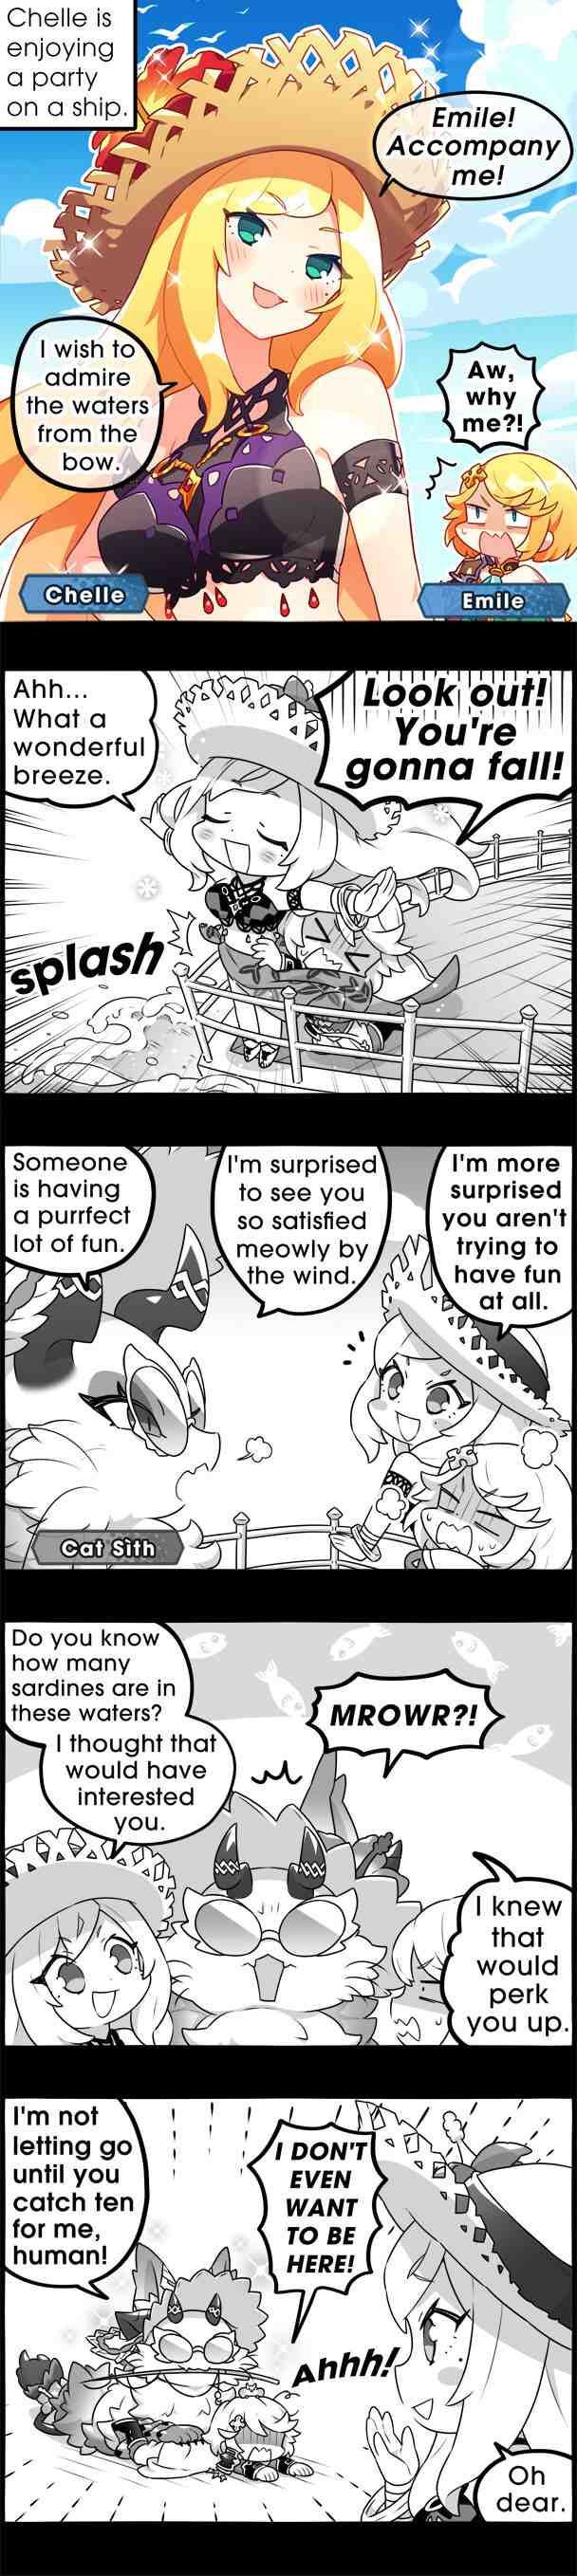 Chelle is
enjoying
a party
on a ship.
Emile!
Accompany
me!
I wish to
admire
the waters
from the
bow.
Aw,
why
me?!
Chelle
Emile
Ahh...
What a
wonderful
breeze.
Look out!
You're
gonna fall!
splash
Someone
is having
a purrfect
lot of fun.
I'm surprised
to see you
so satisfied
meowly by
the wind.
I'm more
surprised
you aren't
trying to
have fun
at all.
Cat Sìth
Do you know
how many
sardines are in
these waters?
I thought that
would have
interested
you.
MROWR?!
I knew
that
would
perk
you up.
I'm not
letting go
until you
catch ten
for me,
human!
I DON'T
EVEN
WANT
TO BE
HERE!
Ahhh!
Oh
dear.